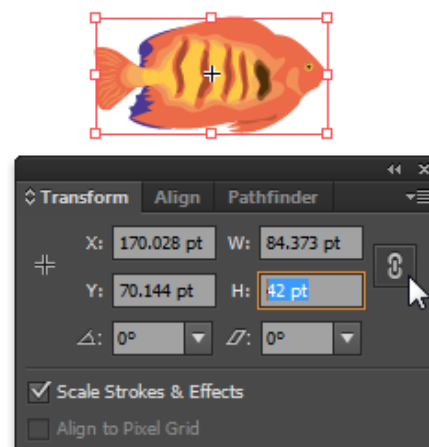 Transform Align Pathfinder
X: 170.028 pt W: 84.373 pt
Y: 70.144 pt H: 42 pt
0° 0°
Scale Strokes & Effects
Align to Pixel Grid